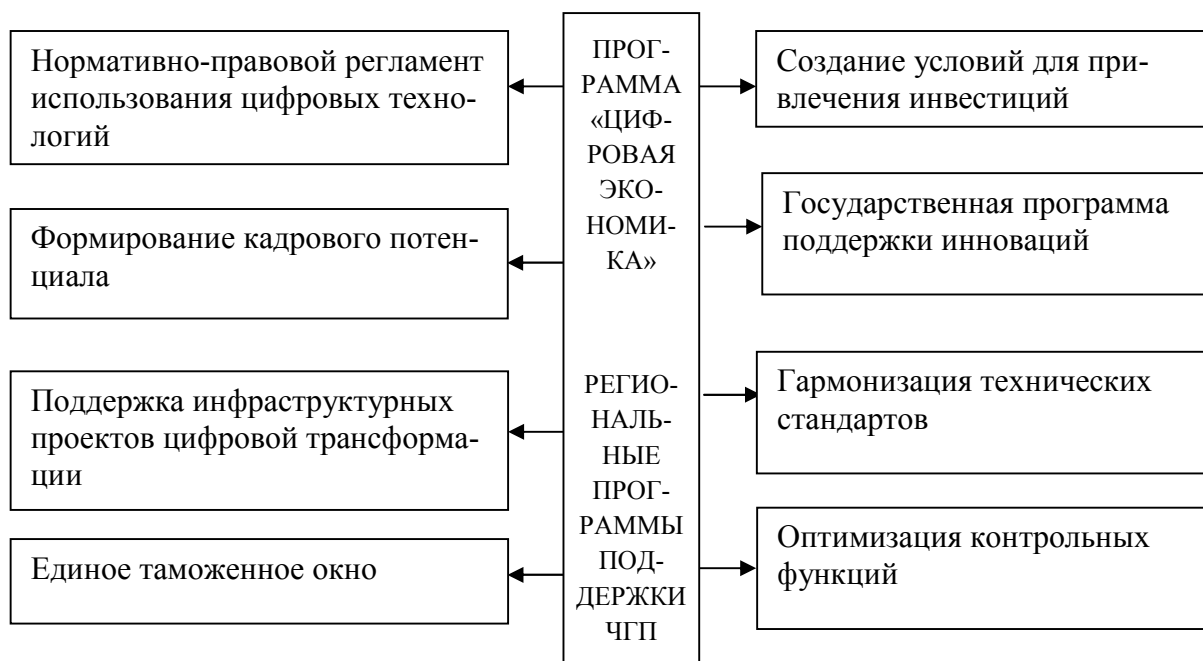 Нормативно-правовой регламент
использования цифровых техно-
логий
Формирование кадрового потен-
циала
Поддержка инфраструктурных
проектов цифровой трансформа-
ции
Единое таможенное окно
ПРОГ-
РАММА
«ЦИФ-
РОВАЯ
ЭКО-
НОМИ-
КА»
РЕГИО-
НАЛЬ-
НЫЕ
ПРОГ-
РАММЫ
ПОД-
ДЕРЖКИ
ЧГП
Создание условий для при-
влечения инвестиций
Государственная программа
поддержки инноваций
Гармонизация технических
стандартов
Оптимизация контрольных
функций